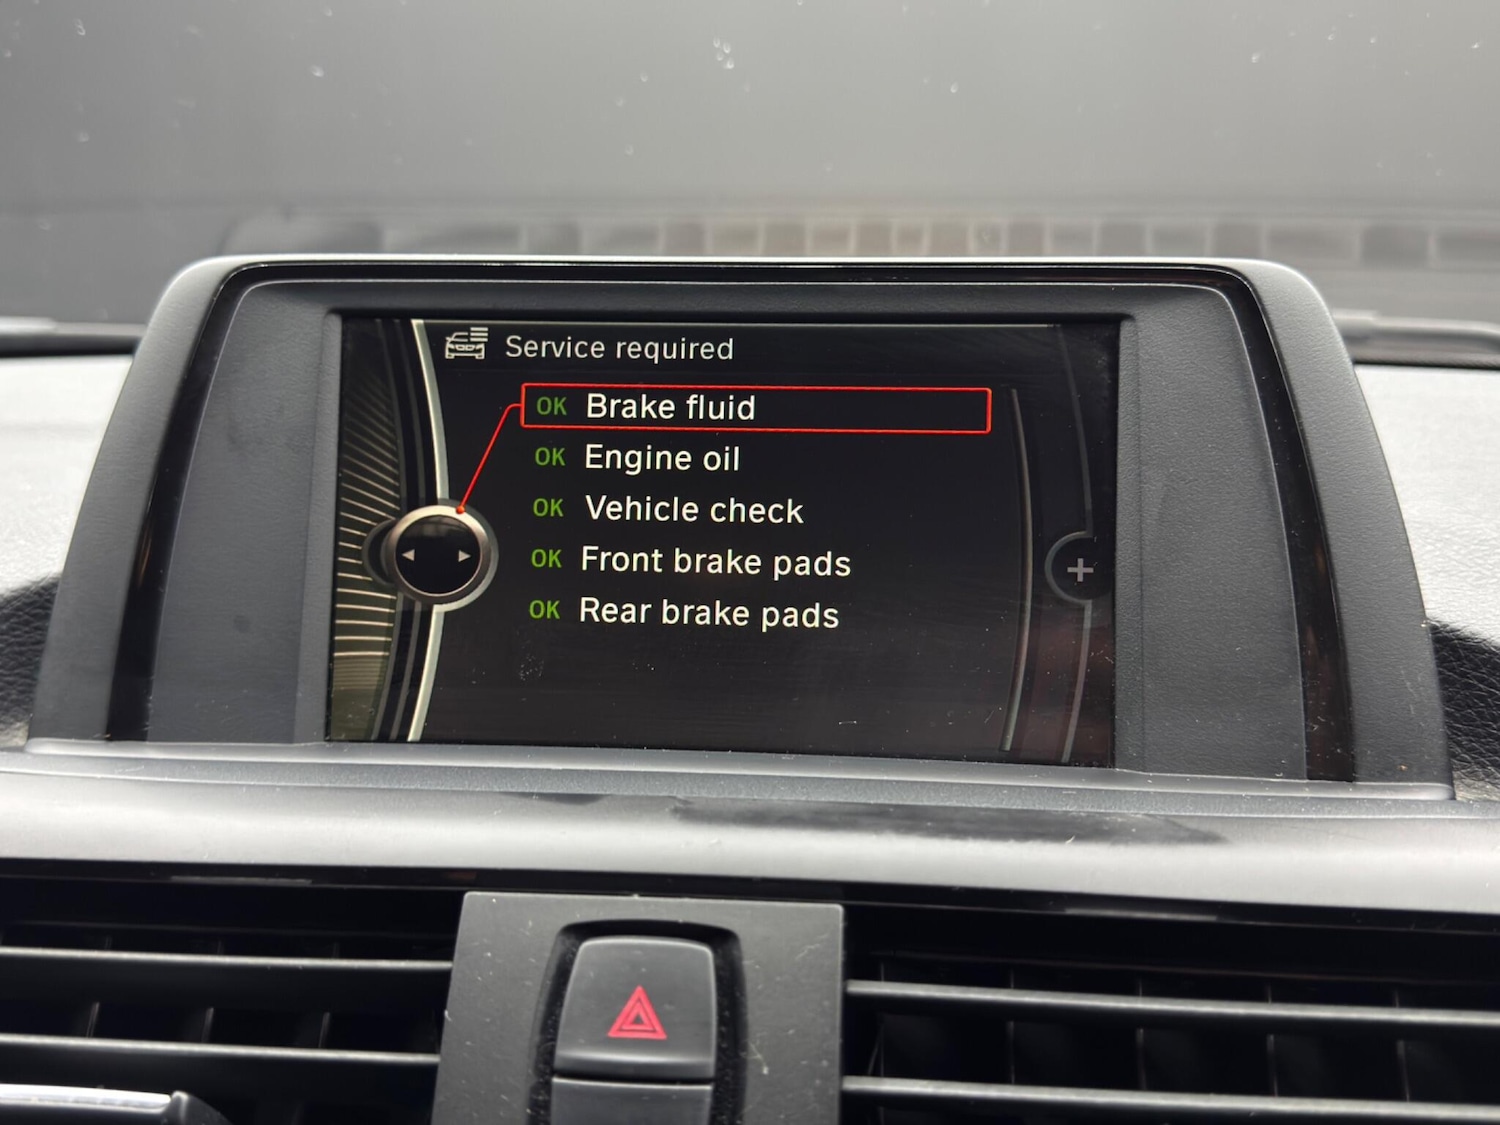 Service required
OK Brake fluid
OK Engine oil
OK Vehicle check
OK Front brake pads
OK Rear brake pads